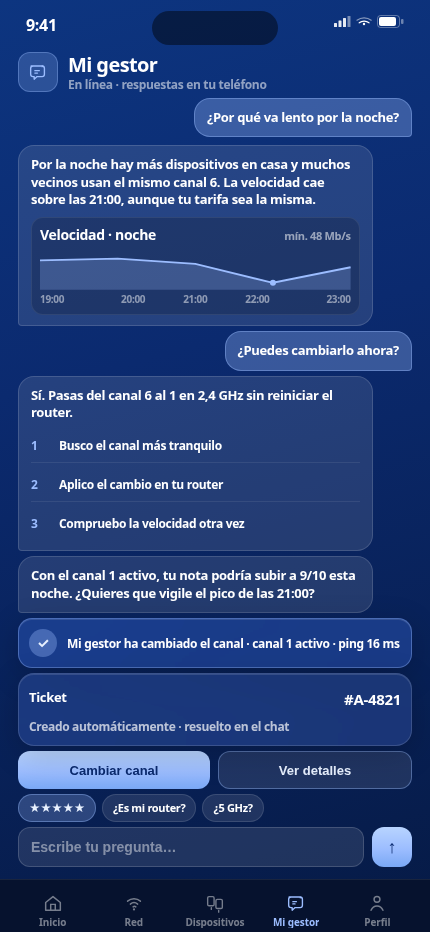 9:41
Mi gestor
En línea · respuestas en tu teléfono
¿Por qué va lento por la noche?
Por la noche hay más dispositivos en casa y muchos
vecinos usan el mismo canal 6. La velocidad cae
sobre las 21:00, aunque tu tarifa sea la misma.
Velocidad · noche
mín. 48 Mb/s
19:00 20:00 21:00 22:00 23:00
¿Puedes cambiarlo ahora?
Sí. Pasas del canal 6 al 1 en 2,4 GHz sin reiniciar el
router.
1 Busco el canal más tranquilo
2 Aplico el cambio en tu router
3 Compruebo la velocidad otra vez
Con el canal 1 activo, tu nota podría subir a 9/10 esta
noche. ¿Quieres que vigile el pico de las 21:00?
Mi gestor ha cambiado el canal · canal 1 activo · ping 16 ms
Ticket
#A-4821
Creado automáticamente · resuelto en el chat
Cambiar canal
Ver detalles
★★★★★
¿Es mi router?
¿5 GHz?
Escribe tu pregunta…
↑
Inicio
Red
Dispositivos
Mi gestor
Perfil